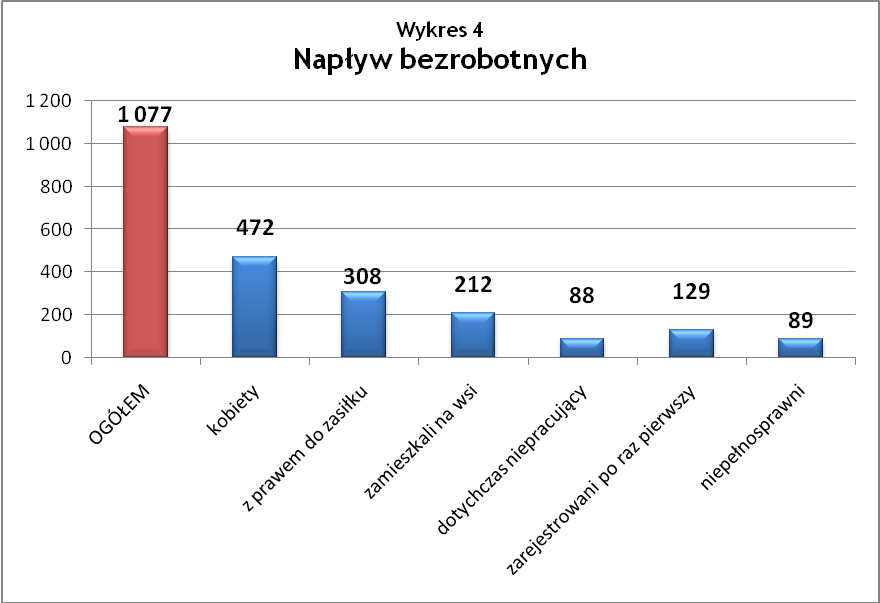 Wykres 4
Napływ bezrobotnych
1 200
1 000
800
600
400
200
0
1 077
472
308
212
88
129
89
OGÓŁEM
kobiety
z prawem do zasiłku
zamieszkali na wsi
dotychczas niepracujący
zarejestrowani po raz pierwszy
niepełnosprawni